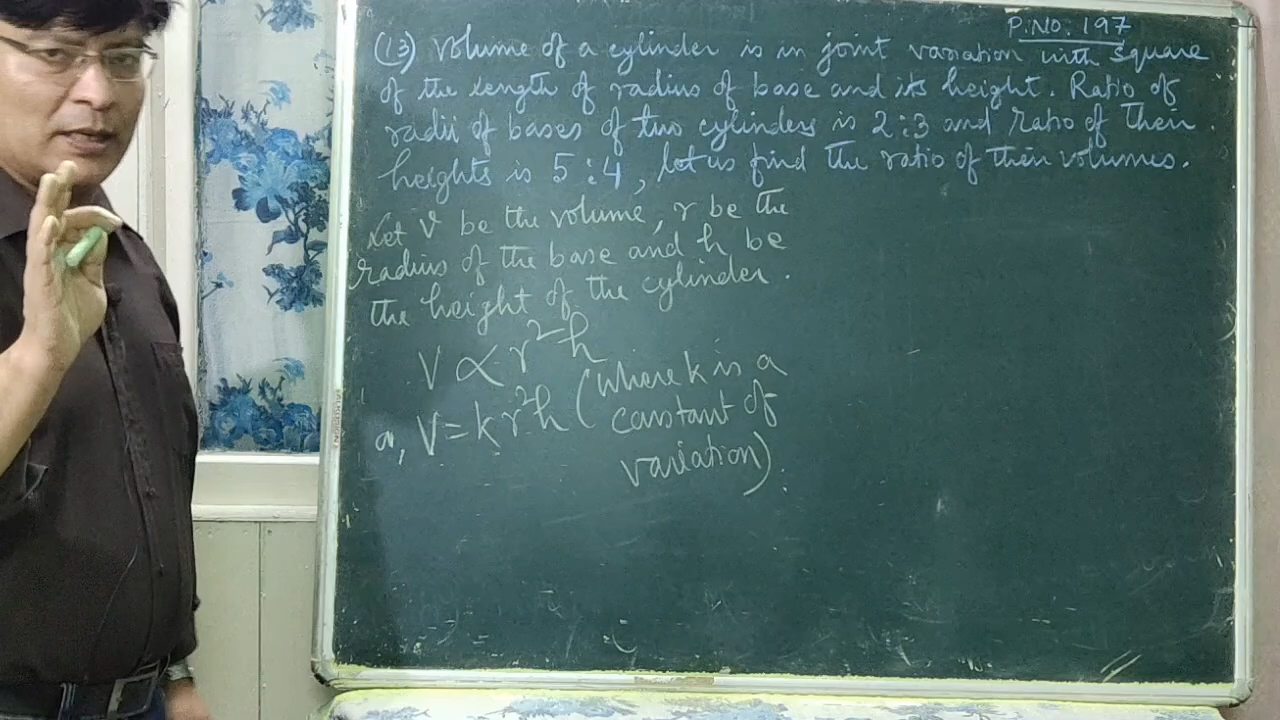 P.NO. 197
(13) Volume of a cylinder is in joint variation with square
of the length of radius of base and its height. Ratio of
radii of bases of two cylinders is 2:3 and ratio of their
heights is 5:4, let us find the ratio of their volumes.
Let V be the volume, r be the
radius of the base and h be
the height of the cylinder.
V ∝ r²h
or, V = kr²h (where k is a
constant of
variation).